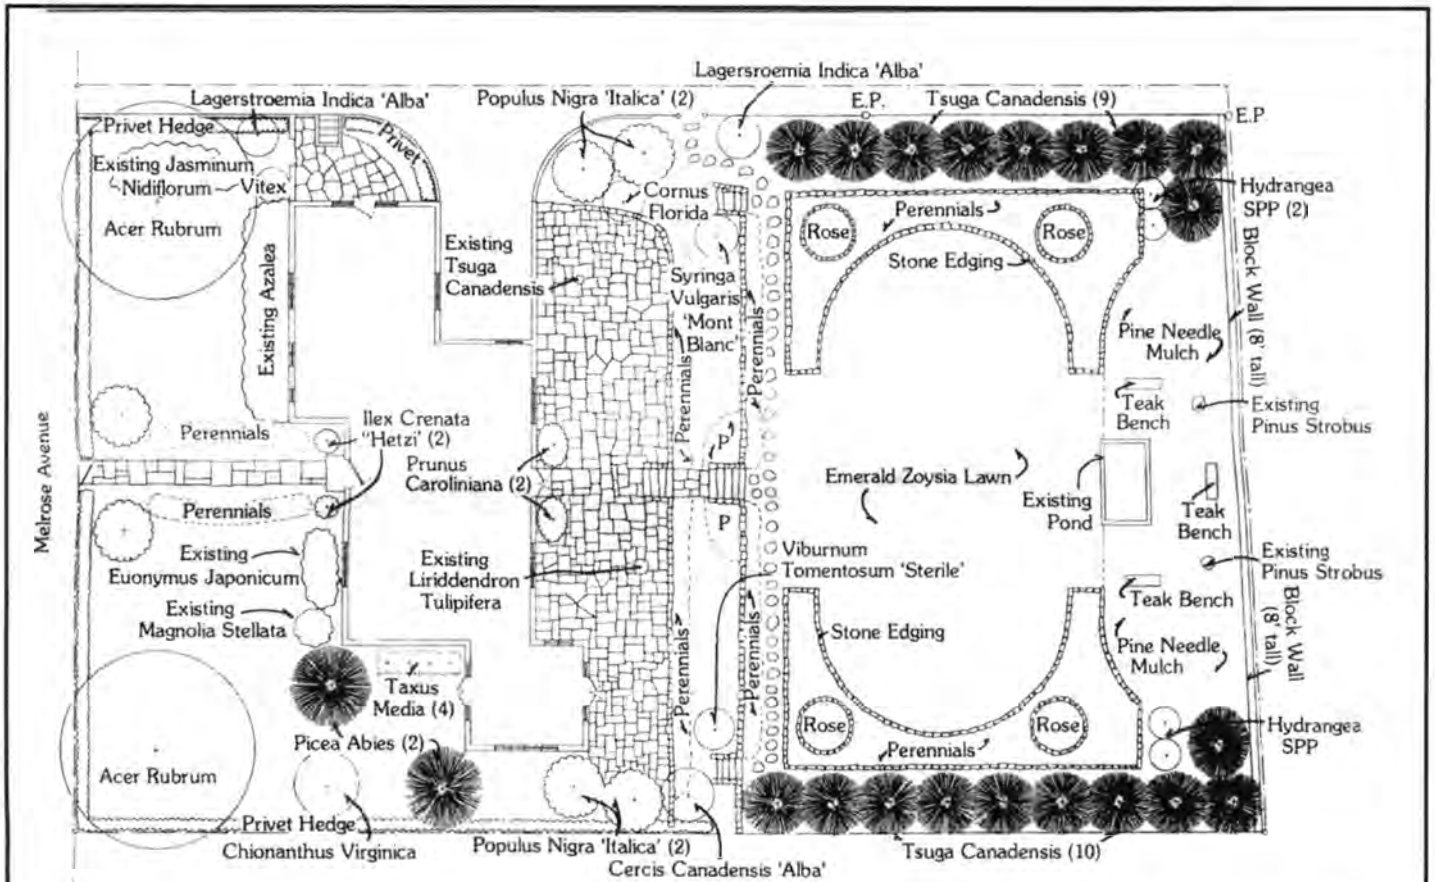 Lagersroemia Indica 'Alba'
Lagerstroemia Indica 'Alba'
Populus Nigra 'Italica' (2)
E.P.
Tsuga Canadensis (9)
E.P.
Privet Hedge
Privet
Existing Jasminum
Nidiflorum
Vitex
Acer Rubrum
Existing Azalea
Existing
Tsuga
Canadensis
Cornus
Florida
Syringa
Vulgaris
'Mont
Blanc'
Perennials
Perennials
Perennials
Rose
Rose
Stone Edging
Hydrangea
SPP (2)
Block Wall (8' tall)
Pine Needle
Mulch
Teak
Bench
Existing
Pinus Strobus
Perennials
Ilex Crenata
"Hetzi' (2)
Prunus
Caroliniana (2)
P
Emerald Zoysia Lawn
Existing
Pond
Teak
Bench
Melrose Avenue
Perennials
P
Existing
Euonymus Japonicum
Existing
Liriddendron
Tulipifera
Viburnum
Tomentosum 'Sterile'
Existing
Pinus Strobus
Teak Bench
Existing
Magnolia Stellata
Stone Edging
Perennials
Perennials
Pine Needle
Mulch
Block Wall
(8' tall)
Taxus
Media (4)
Picea Abies (2)
Rose
Rose
Perennials
Hydrangea
SPP
Acer Rubrum
Privet Hedge
Chionanthus Virginica
Populus Nigra 'Italica' (2)
Cercis Canadensis 'Alba'
Tsuga Canadensis (10)